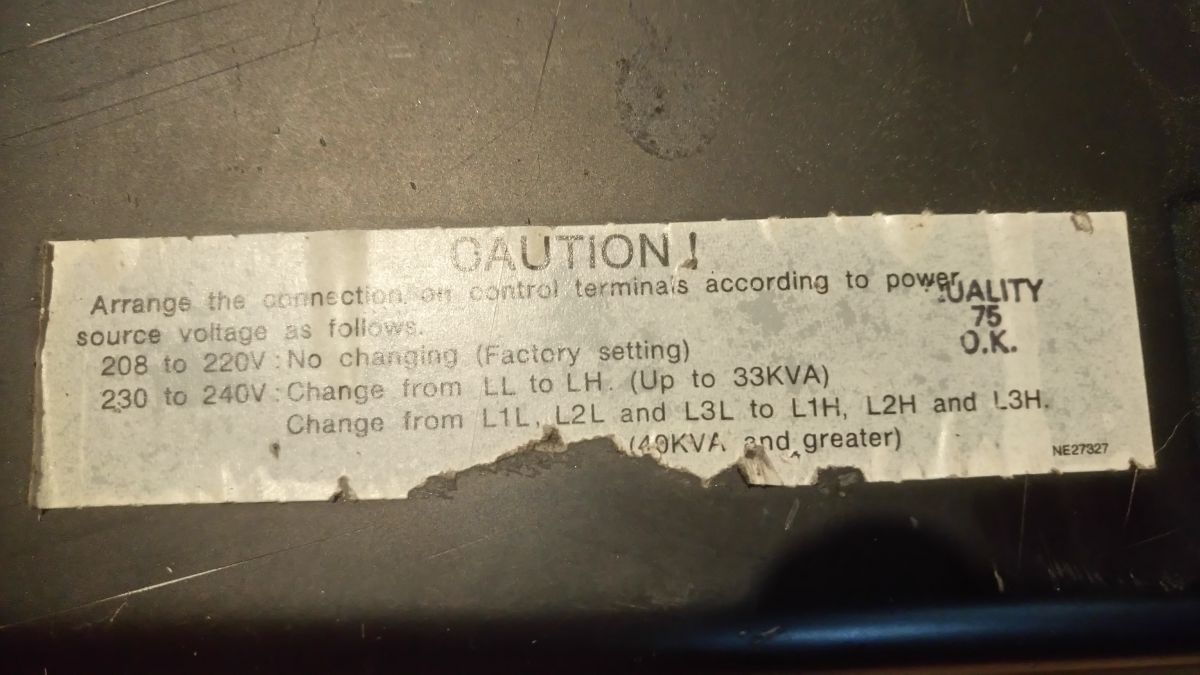 CAUTION!
Arrange the connection on control terminals according to power
source voltage as follows.
208 to 220V : No changing (Factory setting)
230 to 240V : Change from LL to LH. (Up to 33KVA)
Change from L1L, L2L and L3L to L1H, L2H and L3H.
(40KVA and greater)
UALITY
75
O.K.
NE27327